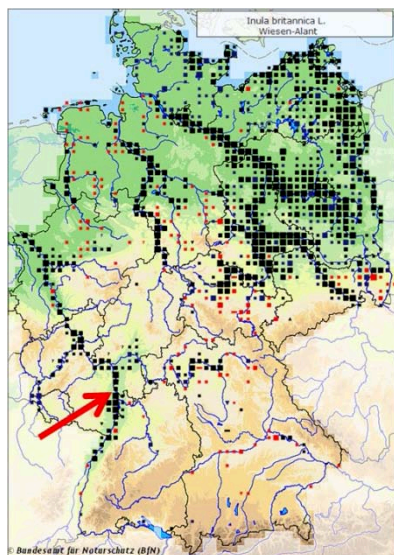 Inula britannica L.
Wiesen-Alant
© Bundesamt für Naturschutz (BfN)